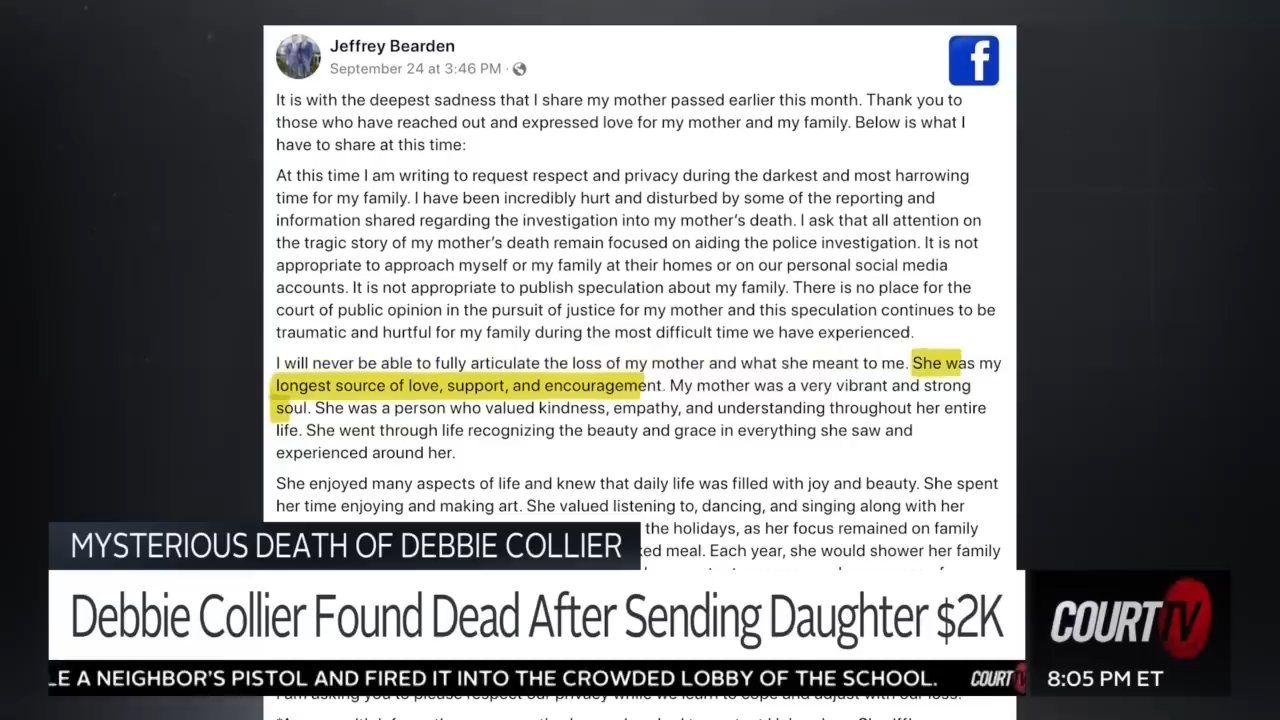 Jeffrey Bearden
September 24 at 3:46 PM ·
f
It is with the deepest sadness that I share my mother passed earlier this month. Thank you to
those who have reached out and expressed love for my mother and my family. Below is what I
have to share at this time:
At this time I am writing to request respect and privacy during the darkest and most harrowing
time for my family. I have been incredibly hurt and disturbed by some of the reporting and
information shared regarding the investigation into my mother's death. I ask that all attention on
the tragic story of my mother's death remain focused on aiding the police investigation. It is not
appropriate to approach myself or my family at their homes or on our personal social media
accounts. It is not appropriate to publish speculation about my family. There is no place for the
court of public opinion in the pursuit of justice for my mother and this speculation continues to be
traumatic and hurtful for my family during the most difficult time we have experienced.
I will never be able to fully articulate the loss of my mother and what she meant to me. She was my
longest source of love, support, and encouragement. My mother was a very vibrant and strong
soul. She was a person who valued kindness, empathy, and understanding throughout her entire
life. She went through life recognizing the beauty and grace in everything she saw and
experienced around her.
She enjoyed many aspects of life and knew that daily life was filled with joy and beauty. She spent
her time enjoying and making art. She valued listening to, dancing, and singing along with her
the holidays, as her focus remained on family
meal. Each year, she would shower her family
MYSTERIOUS DEATH OF DEBBIE COLLIER
Debbie Collier Found Dead After Sending Daughter $2K
COURT TV
LE A NEIGHBOR'S PISTOL AND FIRED IT INTO THE CROWDED LOBBY OF THE SCHOOL. COURT
8:05 PM ET